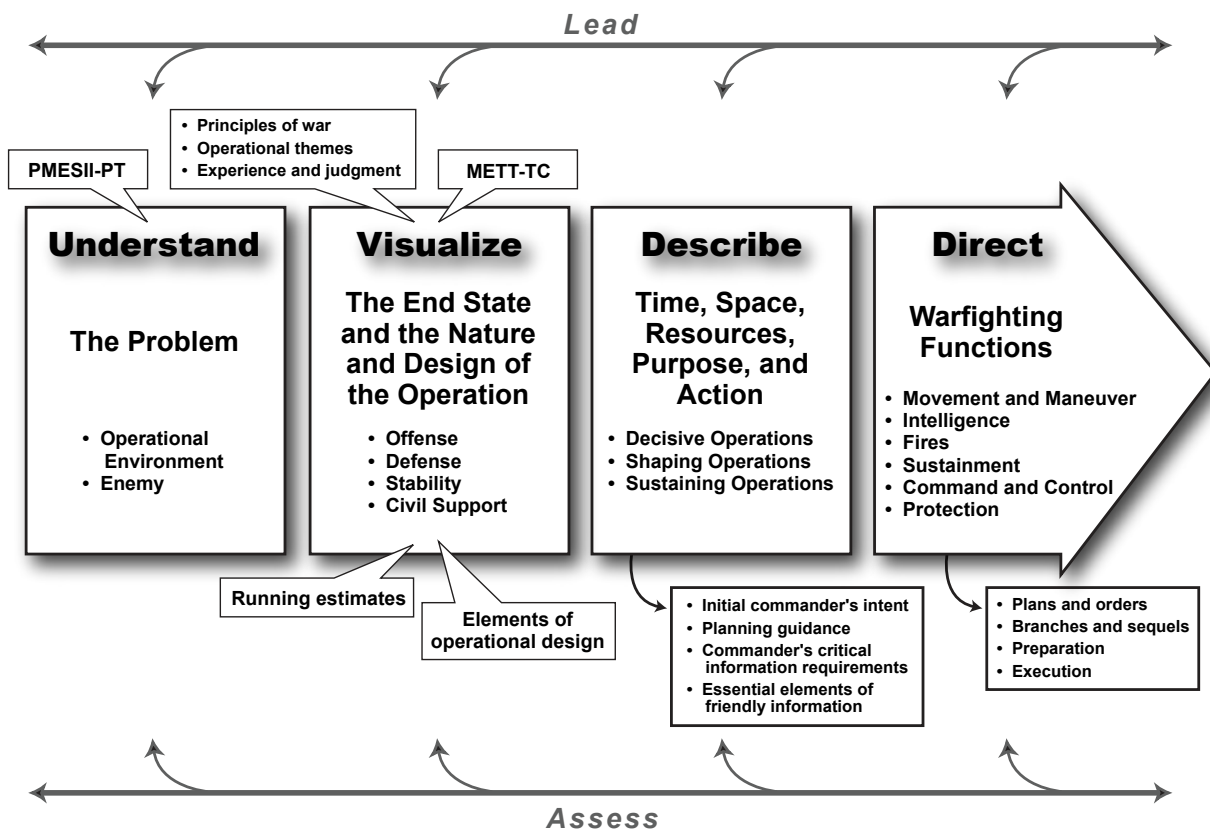 Lead
• Principles of war
• Operational themes
• Experience and judgment
PMESII-PT
METT-TC
Understand
The Problem
• Operational
Environment
• Enemy
Visualize
The End State
and the Nature
and Design of
the Operation
• Offense
• Defense
• Stability
• Civil Support
Describe
Time, Space,
Resources,
Purpose, and
Action
• Decisive Operations
• Shaping Operations
• Sustaining Operations
Direct
Warfighting
Functions
• Movement and Maneuver
• Intelligence
• Fires
• Sustainment
• Command and Control
• Protection
Running estimates
Elements of
operational design
• Initial commander's intent
• Planning guidance
• Commander's critical
information requirements
• Essential elements of
friendly information
• Plans and orders
• Branches and sequels
• Preparation
• Execution
Assess